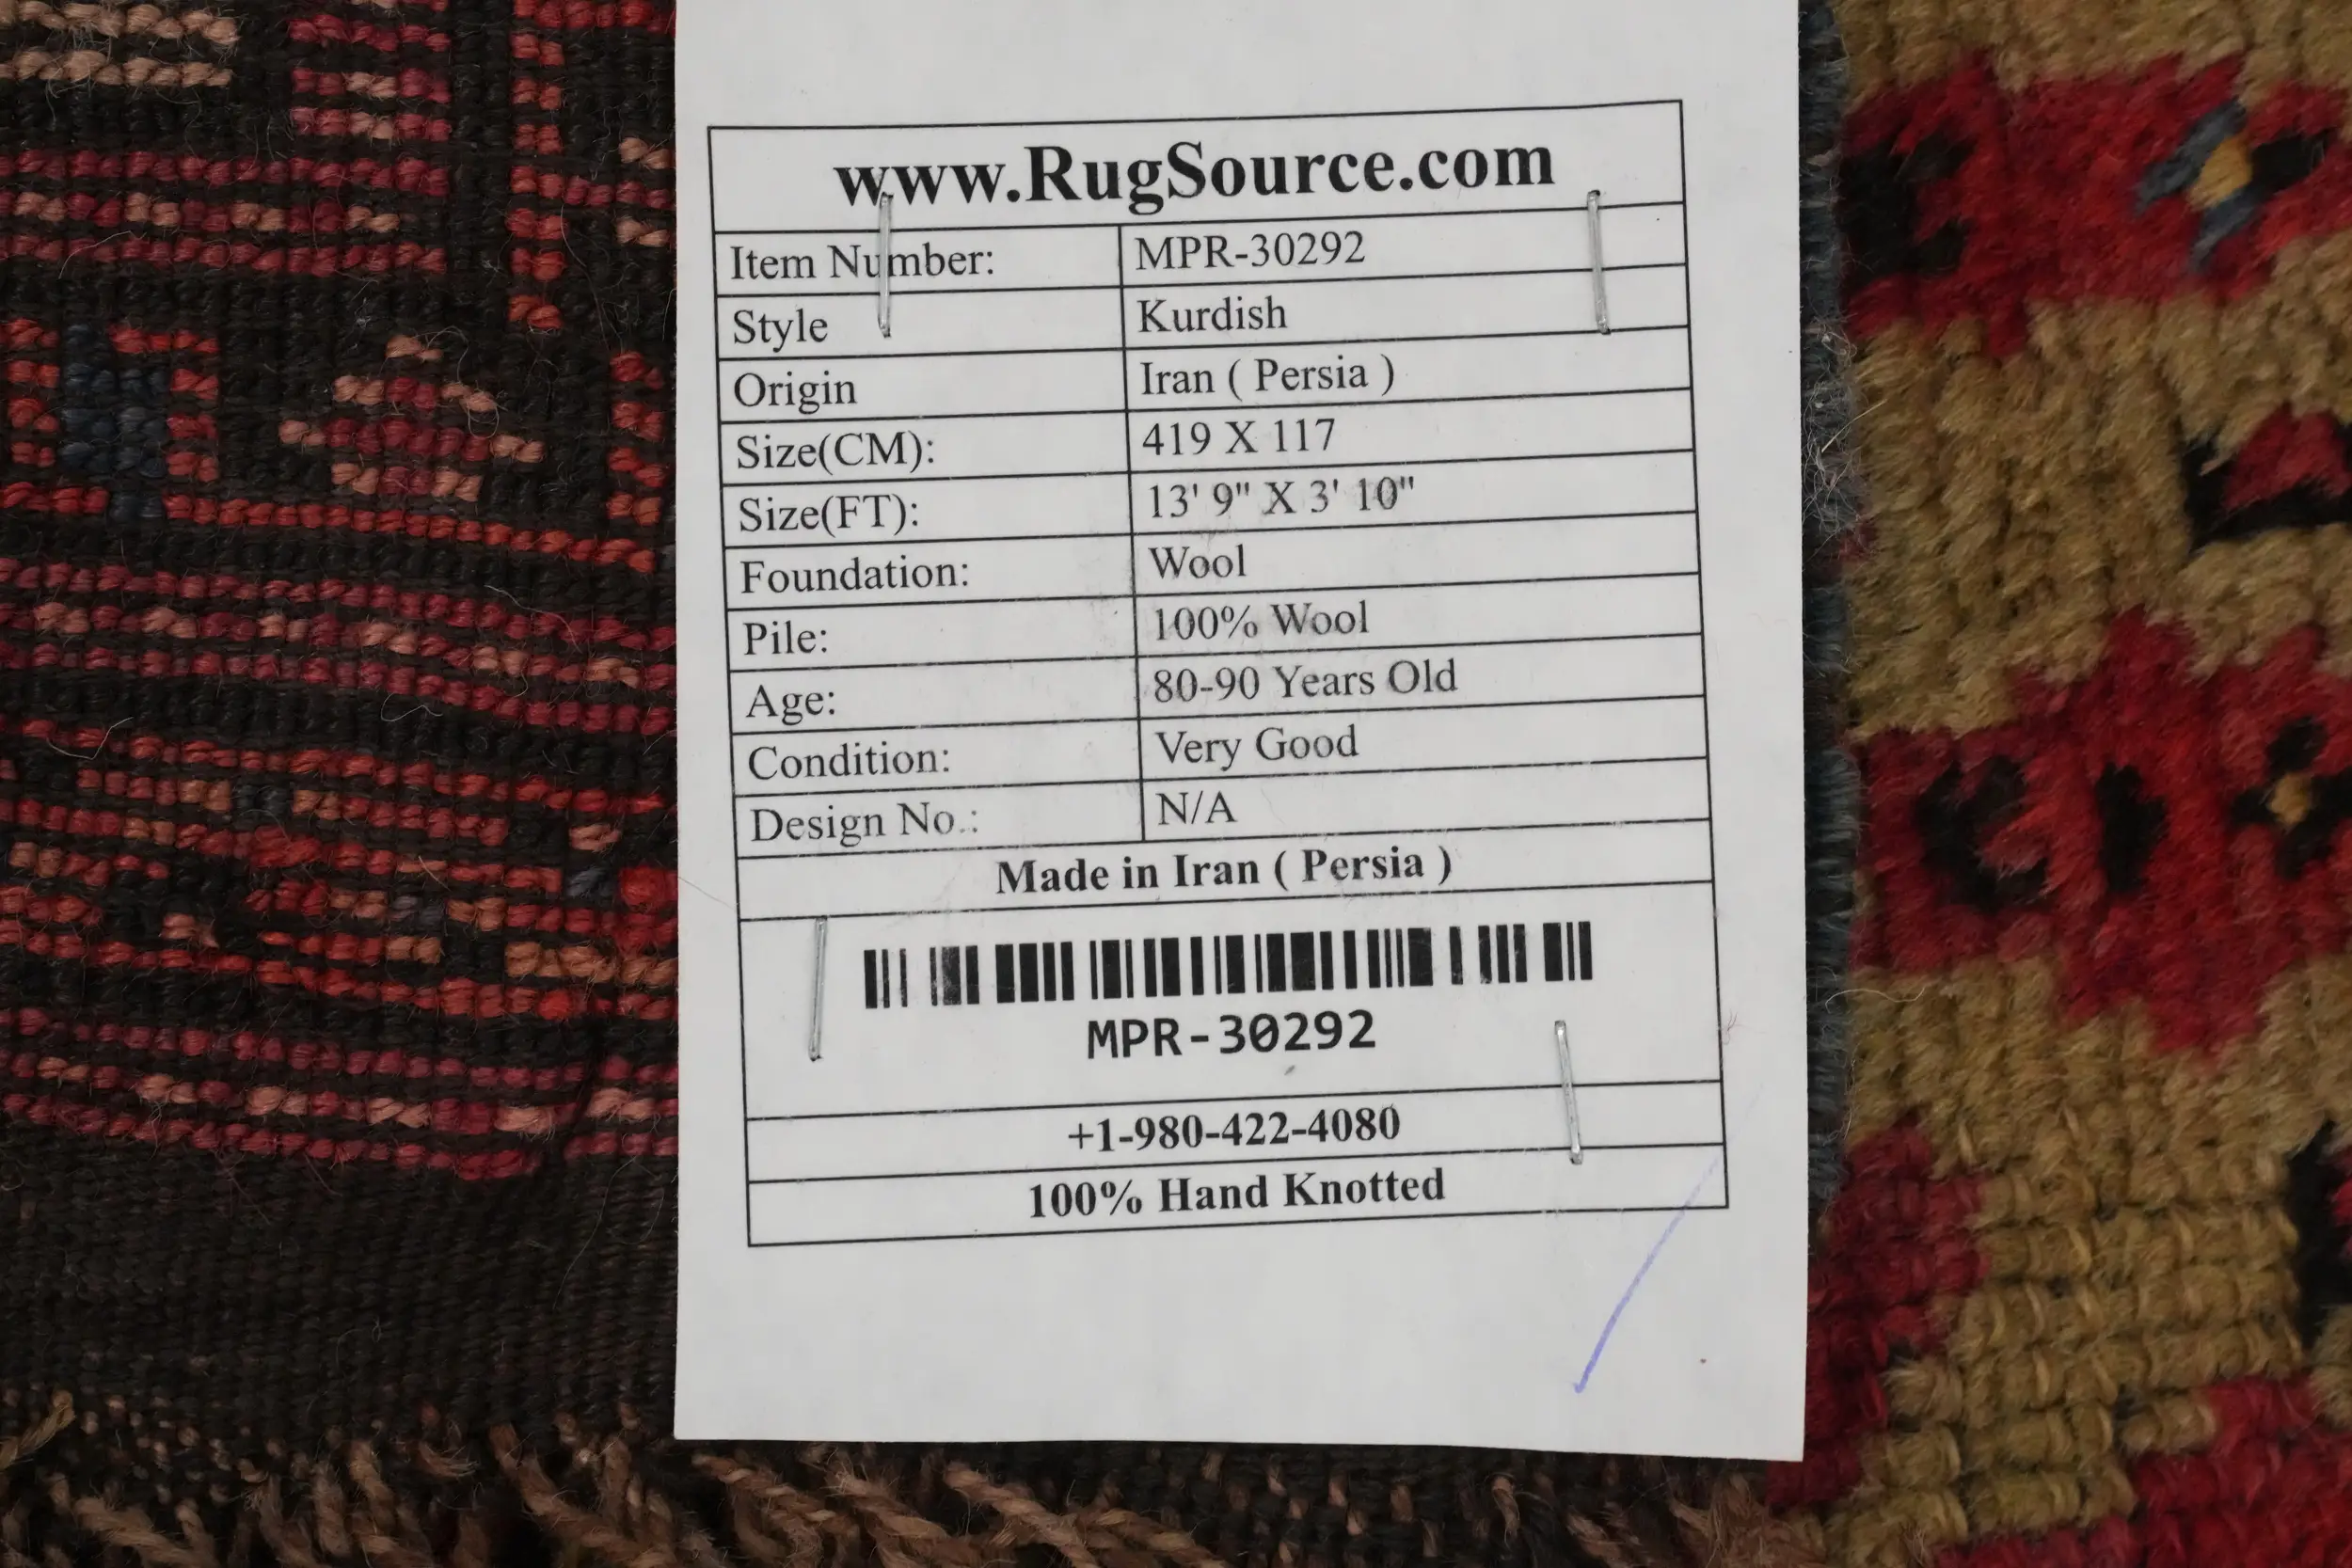 www.RugSource.com
Item Number: MPR-30292
Style Kurdish
Origin Iran ( Persia )
Size(CM): 419 X 117
Size(FT): 13' 9" X 3' 10"
Foundation: Wool
Pile: 100% Wool
Age: 80-90 Years Old
Condition: Very Good
Design No.: N/A
Made in Iran ( Persia )
MPR-30292
+1-980-422-4080
100% Hand Knotted